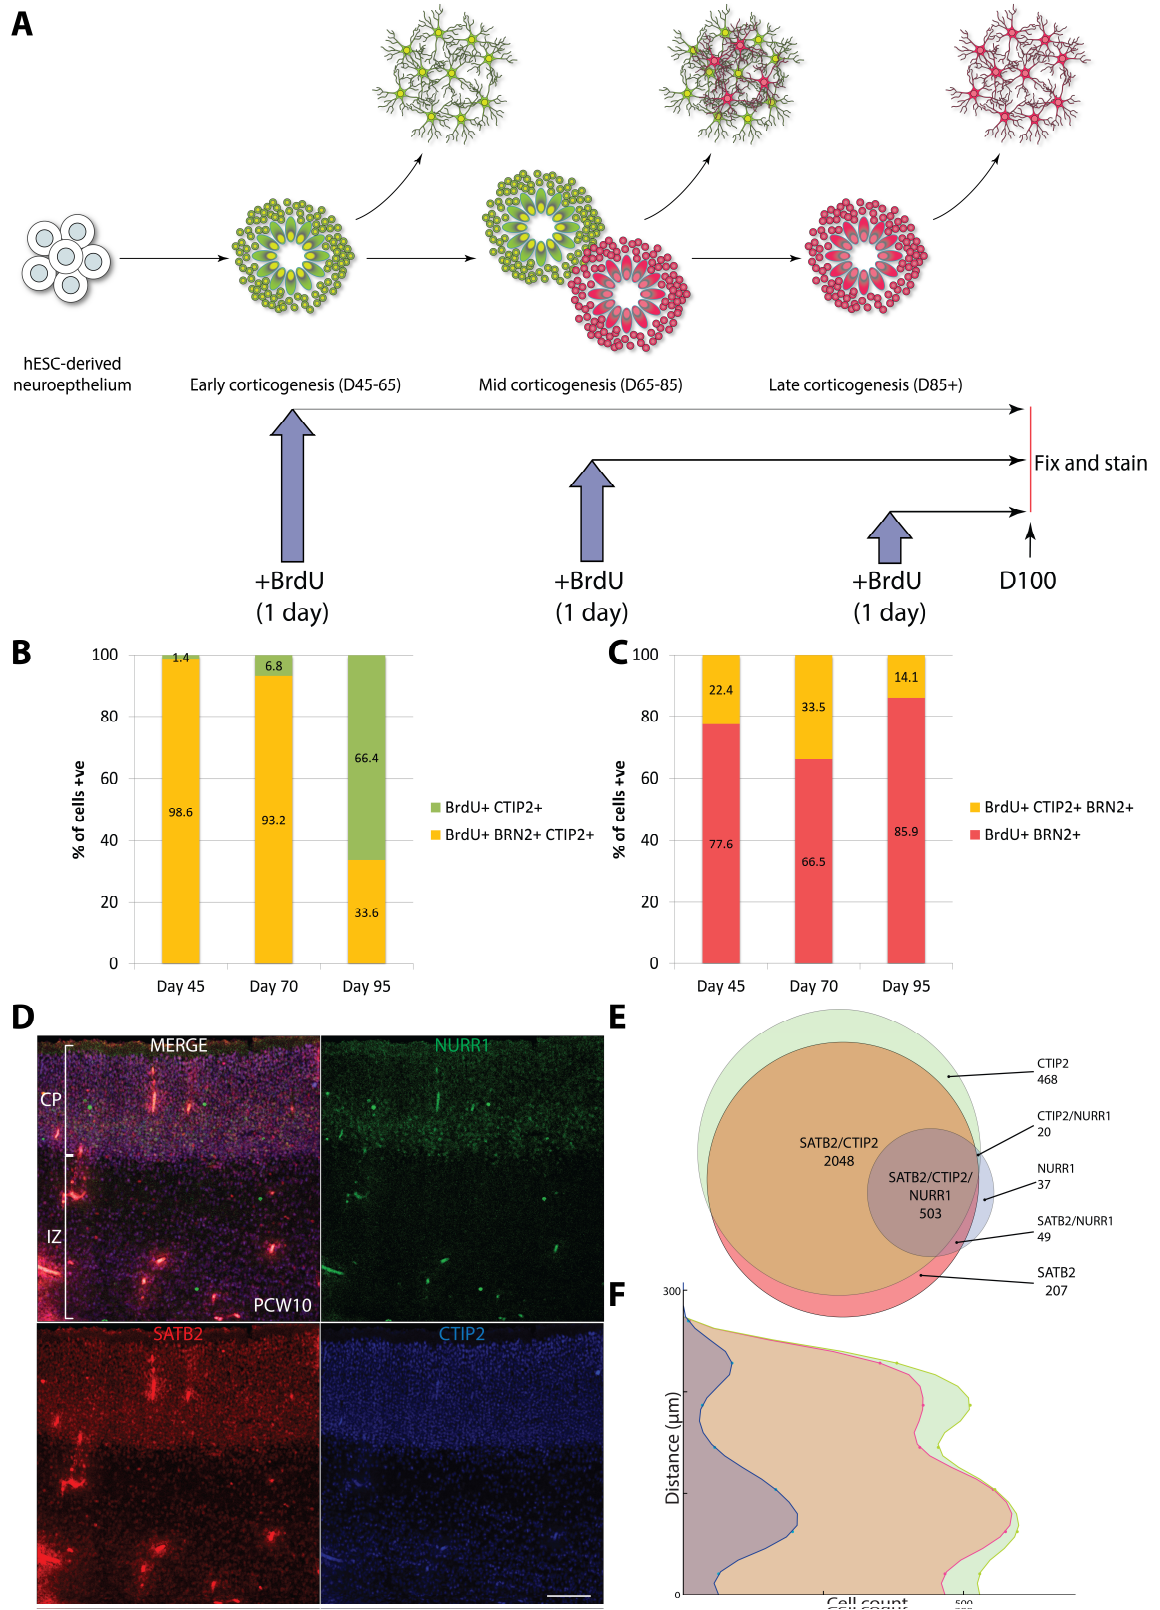 A
hESC-derived
neuroepthelium
Early corticogenesis (D45-65)
Mid corticogenesis (D65-85)
Late corticogenesis (D85+)
Fix and stain
+BrdU
(1 day)
+BrdU
(1 day)
+BrdU
(1 day)
D100
B
% of cells +ve
100
80
60
40
20
0
1.4
98.6
6.8
93.2
66.4
33.6
Day 45
Day 70
Day 95
BrdU+ CTIP2+
BrdU+ BRN2+ CTIP2+
C
% of cells +ve
100
80
60
40
20
0
22.4
77.6
33.5
66.5
14.1
85.9
Day 45
Day 70
Day 95
BrdU+ CTIP2+ BRN2+
BrdU+ BRN2+
D
MERGE
CP
IZ
PCW10
NURR1
SATB2
CTIP2
E
SATB2/CTIP2
2048
SATB2/CTIP2/
NURR1
503
CTIP2
468
CTIP2/NURR1
20
NURR1
37
SATB2/NURR1
49
SATB2
207
F
300
Distance (µm)
0
Cell count
500